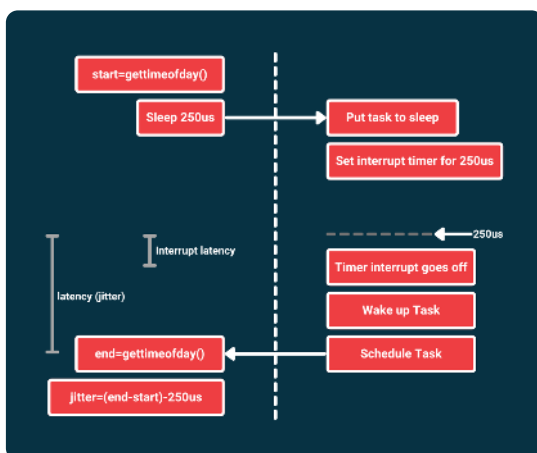 start=gettimeofday()
Sleep 250us
Put task to sleep
Set interrupt timer for 250us
250us
Interrupt latency
Timer interrupt goes off
latency (jitter)
Wake up Task
end=gettimeofday()
Schedule Task
jitter=(end-start)-250us